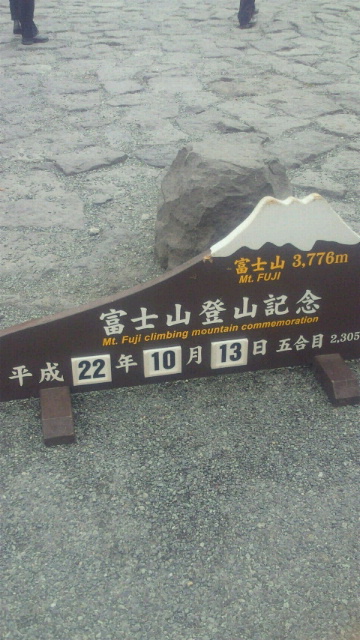 富士山 3,776m
Mt. FUJI
富士山登山記念
Mt. Fuji climbing mountain commemoration
平成 22 年 10 月 13 日 五合目 2,305